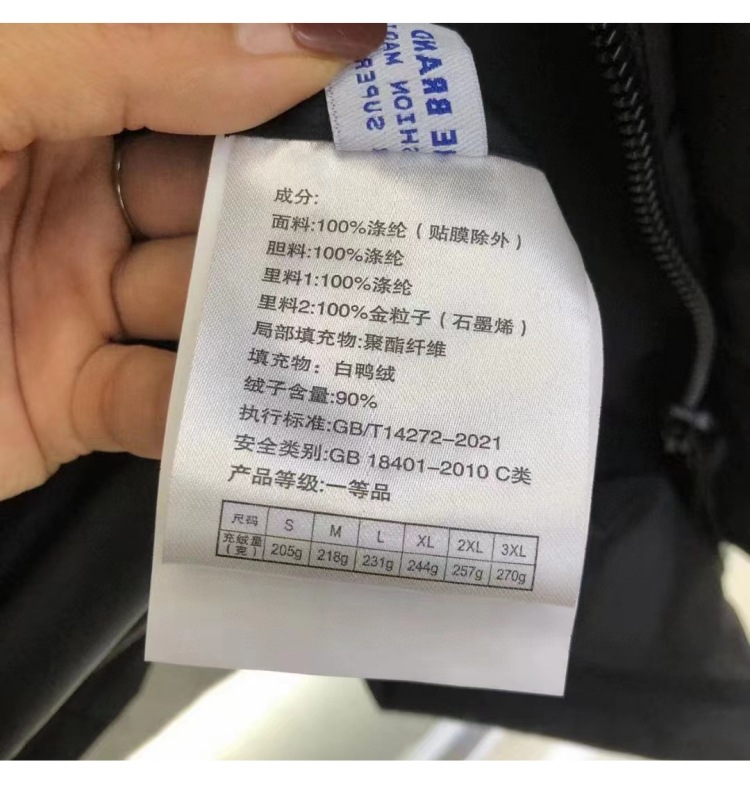 BRAND
SUPER
成分:
面料:100%涤纶(贴膜除外)
胆料:100%涤纶
里料1:100%涤纶
里料2:100%金粒子(石墨烯)
局部填充物:聚酯纤维
填充物:白鸭绒
绒子含量:90%
执行标准:GB/T14272-2021
安全类别:GB 18401-2010 C类
产品等级:一等品
尺码 S M L XL 2XL 3XL
充绒量(克) 205g 218g 231g 244g 257g 270g